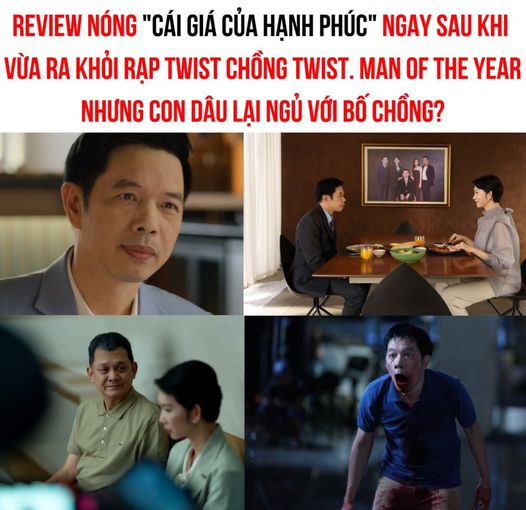 REVIEW NÓNG "CÁI GIÁ CỦA HẠNH PHÚC" NGAY SAU KHI
VỪA RA KHỎI RẠP TWIST CHỒNG TWIST. MAN OF THE YEAR
NHƯNG CON DÂU LẠI NGỦ VỚI BỐ CHỒNG?